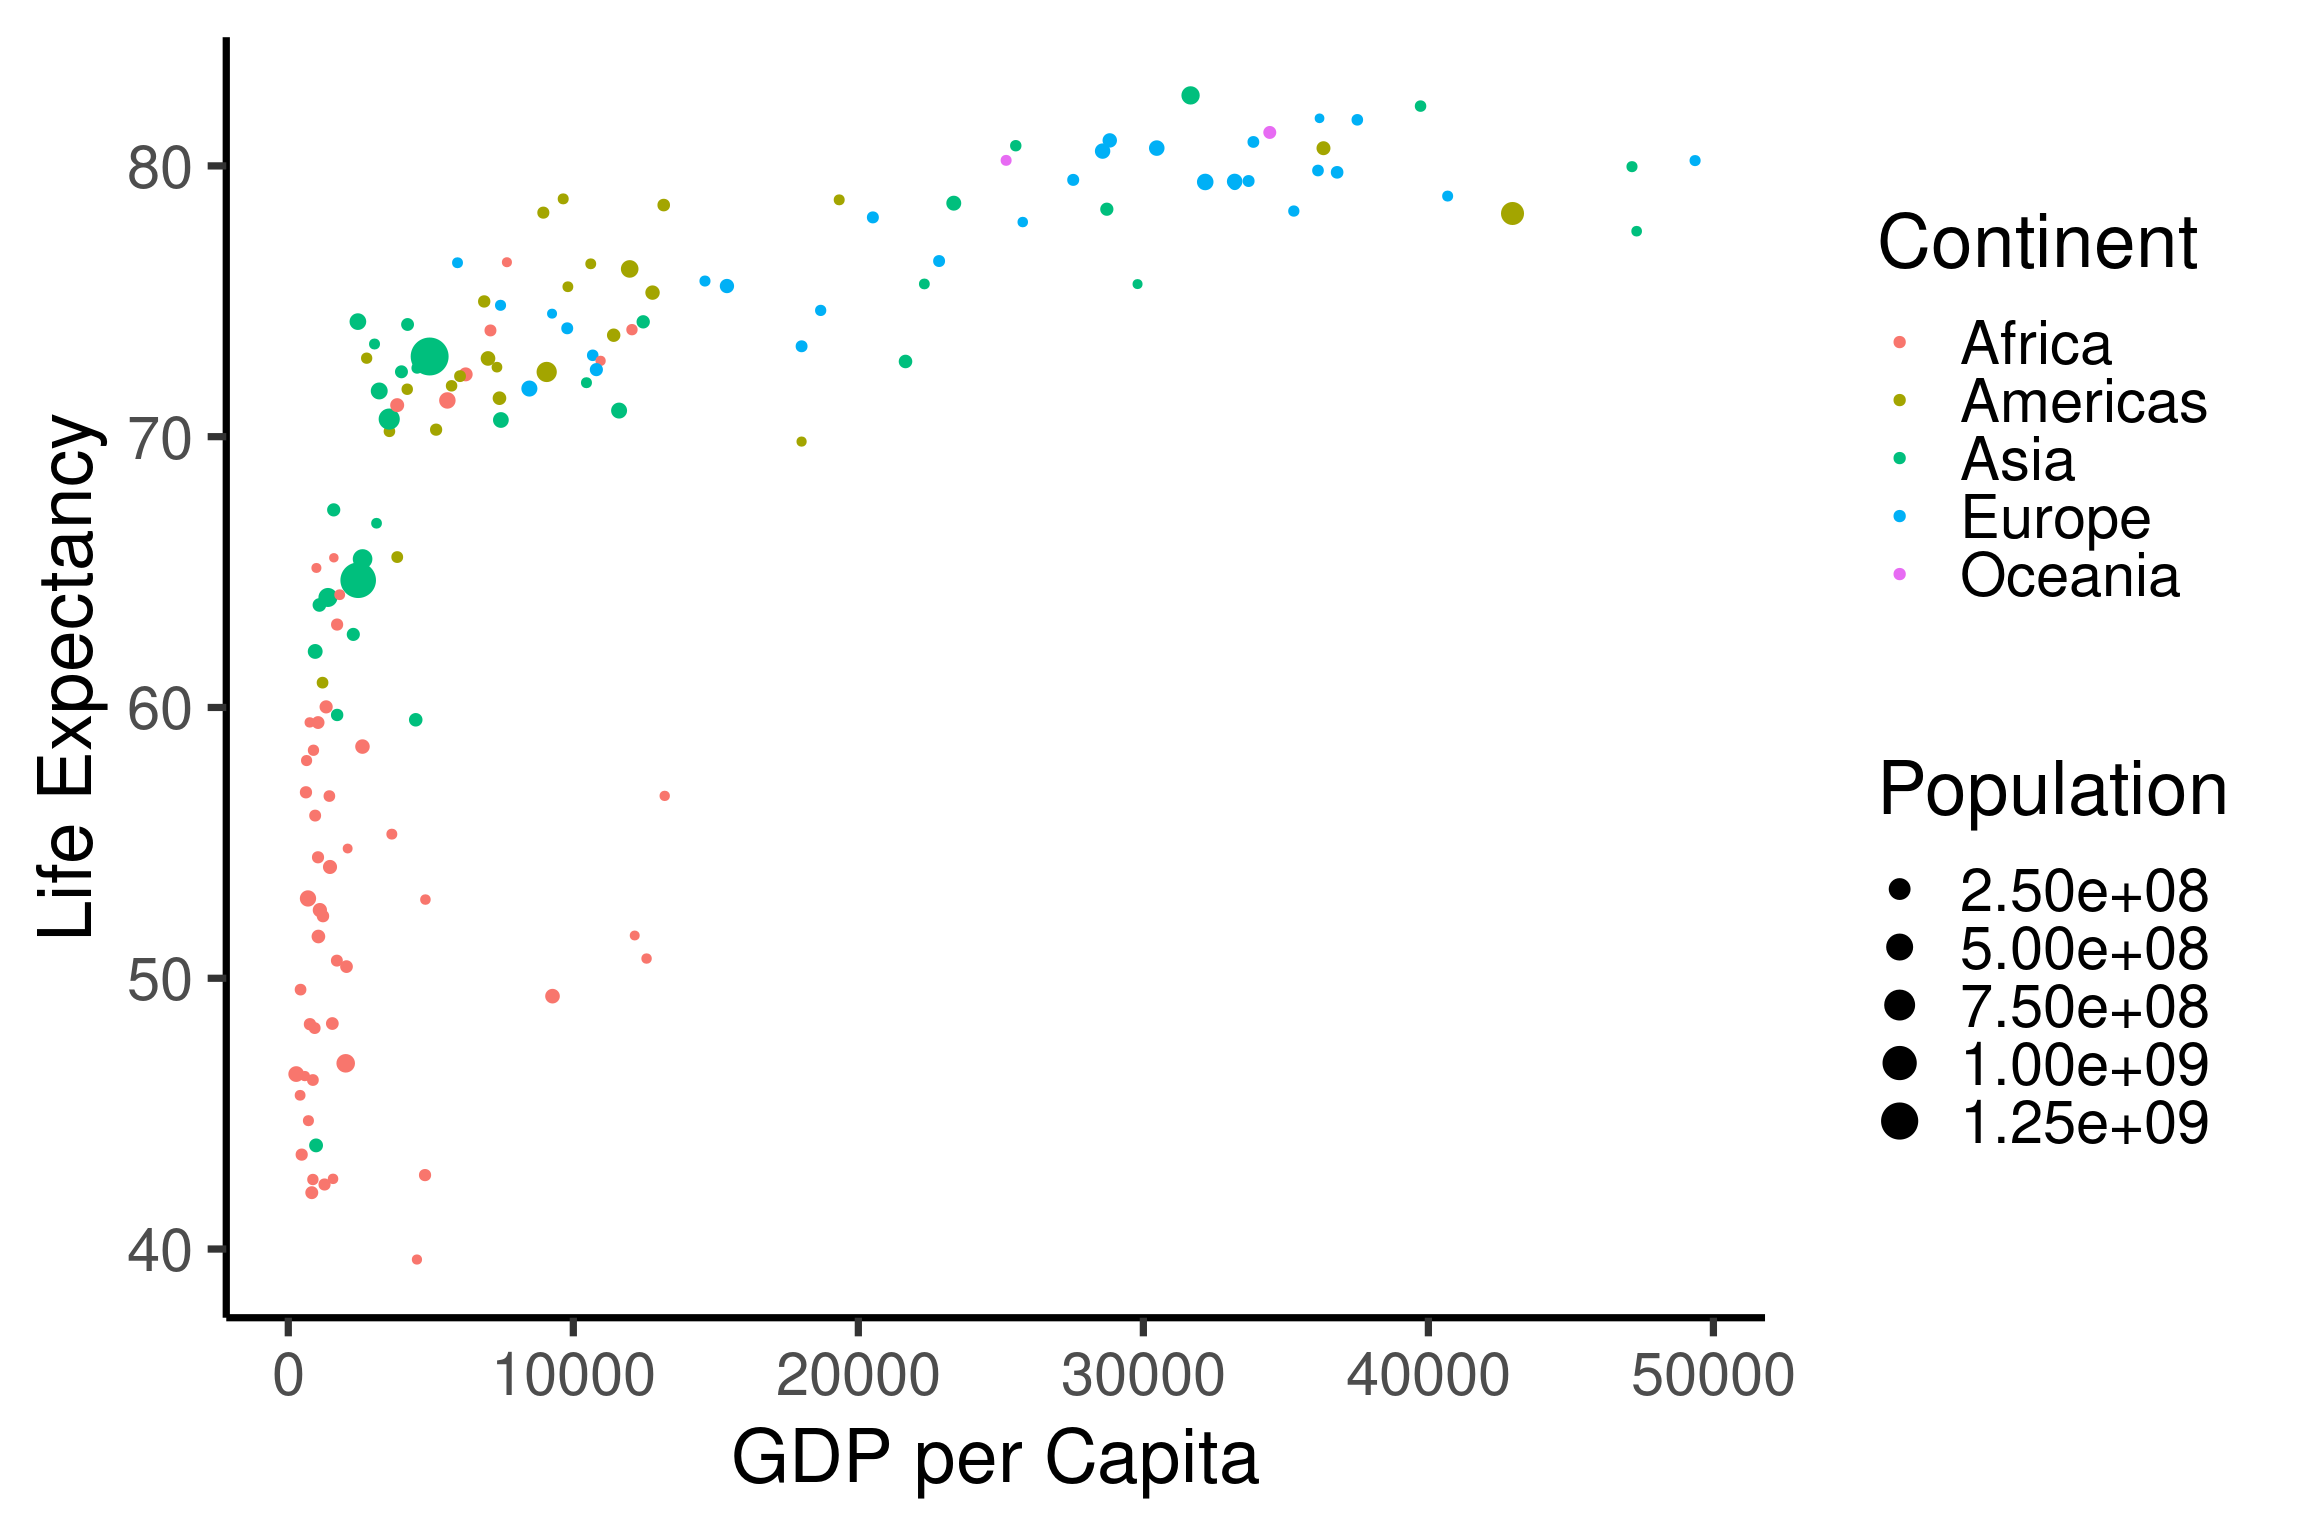 80
70
60
50
40
Life Expectancy
0 10000 20000 30000 40000 50000
GDP per Capita
Continent
Africa
Americas
Asia
Europe
Oceania
Population
2.50e+08
5.00e+08
7.50e+08
1.00e+09
1.25e+09